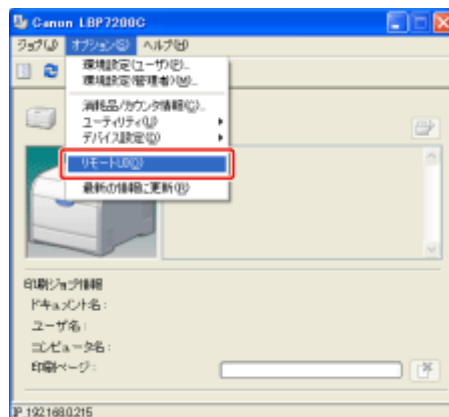 Canon LBP7200C
ジョブ(J) オプション(S) ヘルプ(H)
環境設定(ユーザ)(E)...
環境設定(管理者)(M)...
消耗品/カウンタ情報(C)...
ユーティリティ(U)
デバイス設定(D)
リモートUI(I)
最新の情報に更新(R)
印刷ジョブ情報
ドキュメント名:
ユーザ名:
コンピュータ名:
印刷ページ:
IP 192.168.0.215